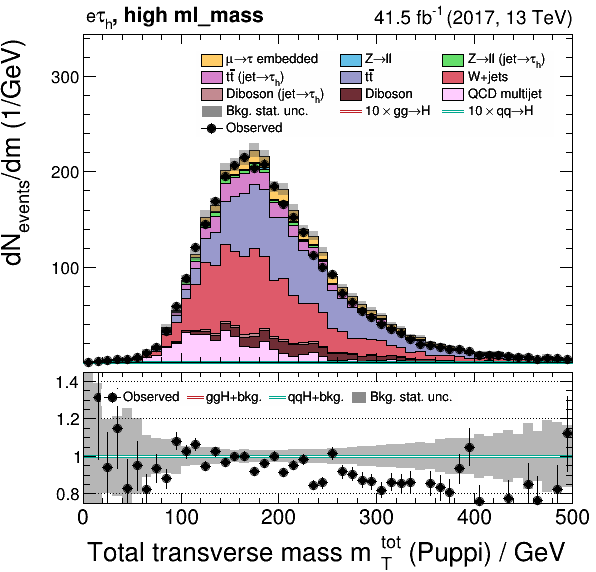 eτh, high ml_mass 41.5 fb⁻¹ (2017, 13 TeV)
μ→τ embedded Z→ll Z→ll (jet→τh)
tt̄ (jet→τh) tt̄ W+jets
Diboson (jet→τh) Diboson QCD multijet
Bkg. stat. unc. 10×gg→H 10×qq→H
Observed
dNevents/dm (1/GeV)
300
200
100
Observed ggH+bkg. qqH+bkg. Bkg. stat. unc.
1.4
1.2
1
0.8
0 100 200 300 400 500
Total transverse mass m T tot (Puppi) / GeV